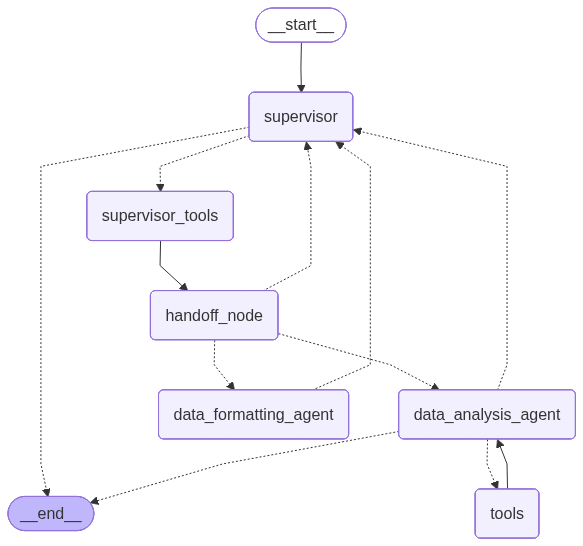 __start__
supervisor
supervisor_tools
handoff_node
data_formatting_agent
data_analysis_agent
__end__
tools